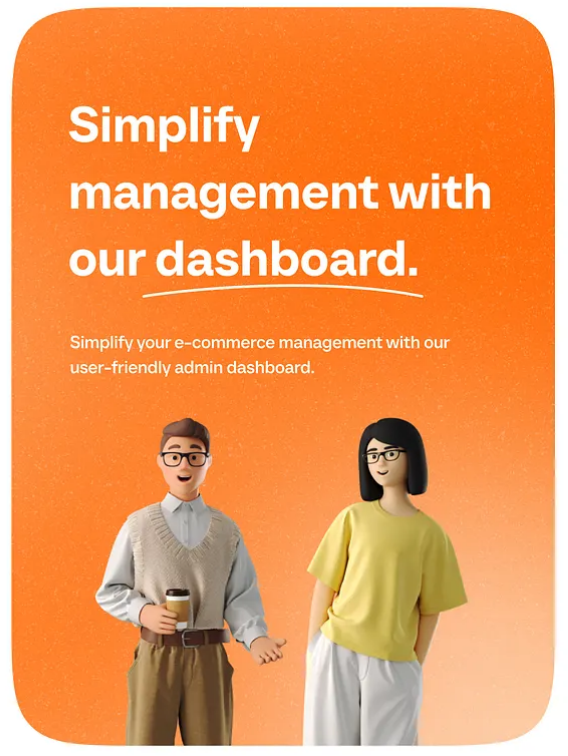 Simplify
management with
our dashboard.
Simplify your e-commerce management with our
user-friendly admin dashboard.